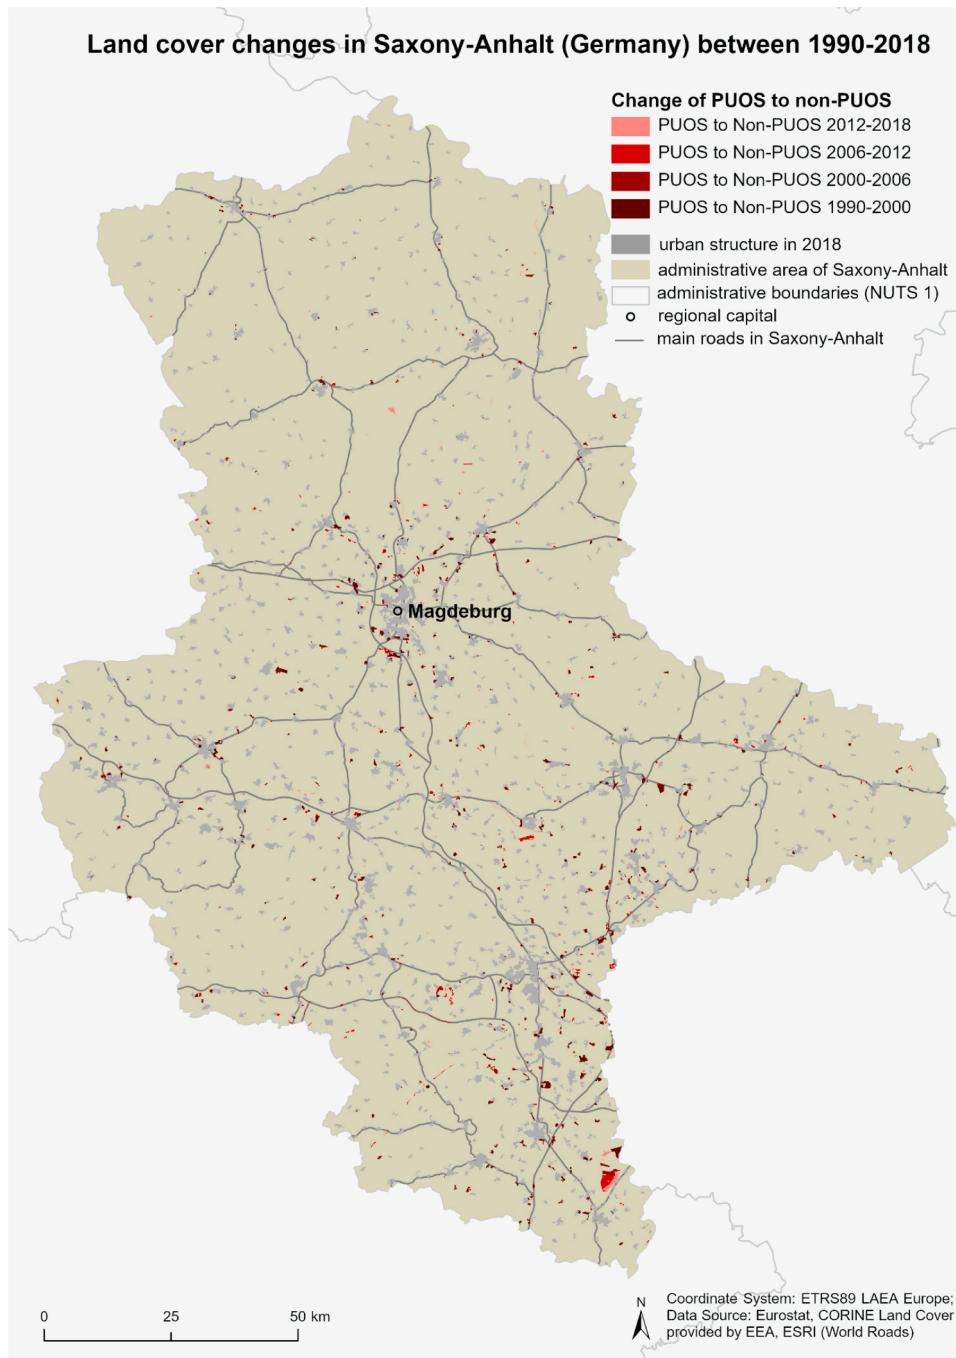 Land cover changes in Saxony-Anhalt (Germany) between 1990-2018
Change of PUOS to non-PUOS
PUOS to Non-PUOS 2012-2018
PUOS to Non-PUOS 2006-2012
PUOS to Non-PUOS 2000-2006
PUOS to Non-PUOS 1990-2000
urban structure in 2018
administrative area of Saxony-Anhalt
administrative boundaries (NUTS 1)
regional capital
main roads in Saxony-Anhalt
Magdeburg
0 25 50 km
N
Coordinate System: ETRS89 LAEA Europe;
Data Source: Eurostat, CORINE Land Cover
provided by EEA, ESRI (World Roads)